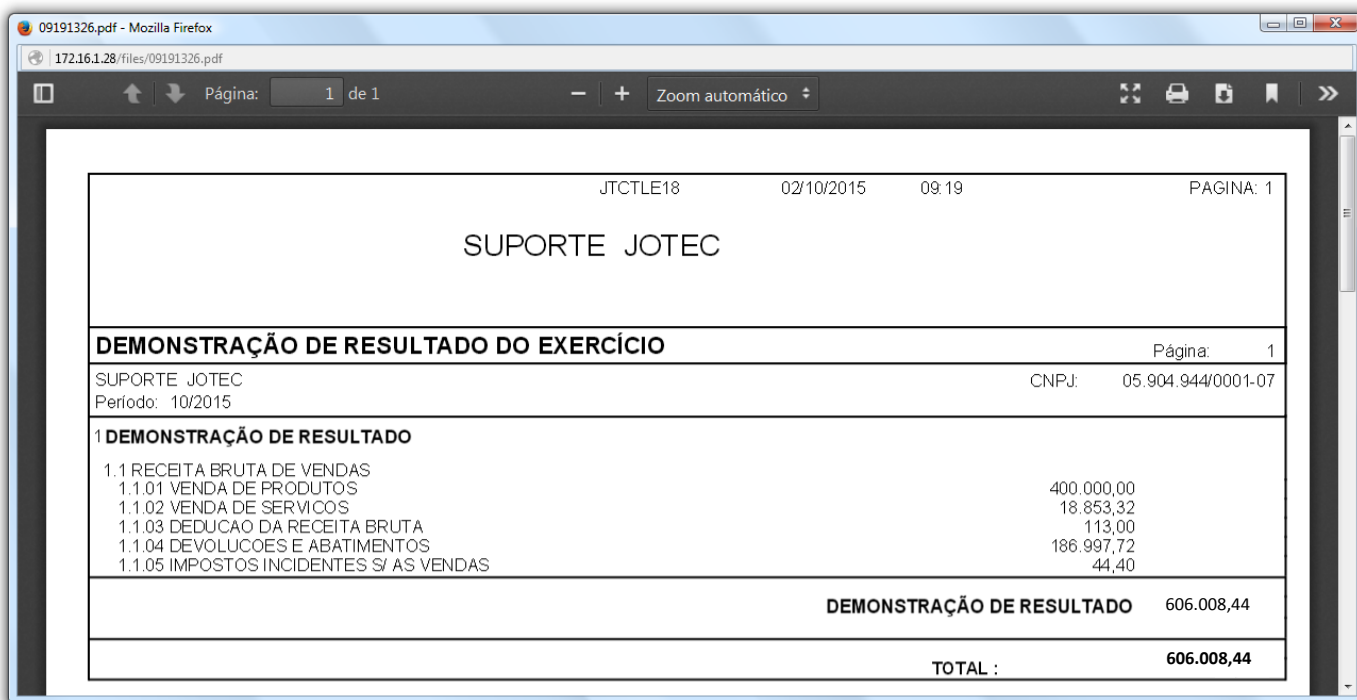 09191326.pdf - Mozilla Firefox
172.16.1.28/files/09191326.pdf
Página: 1 de 1 Zoom automático
JTCTLE18 02/10/2015 09:19 PAGINA: 1
SUPORTE JOTEC
DEMONSTRAÇÃO DE RESULTADO DO EXERCÍCIO Página: 1
SUPORTE JOTEC CNPJ: 05.904.944/0001-07
Período: 10/2015
1 DEMONSTRAÇÃO DE RESULTADO
1.1 RECEITA BRUTA DE VENDAS
1.1.01 VENDA DE PRODUTOS 400.000,00
1.1.02 VENDA DE SERVICOS 18.853,32
1.1.03 DEDUCAO DA RECEITA BRUTA 113,00
1.1.04 DEVOLUCOES E ABATIMENTOS 186.997,72
1.1.05 IMPOSTOS INCIDENTES S/ AS VENDAS 44,40
DEMONSTRAÇÃO DE RESULTADO 606.008,44
TOTAL : 606.008,44